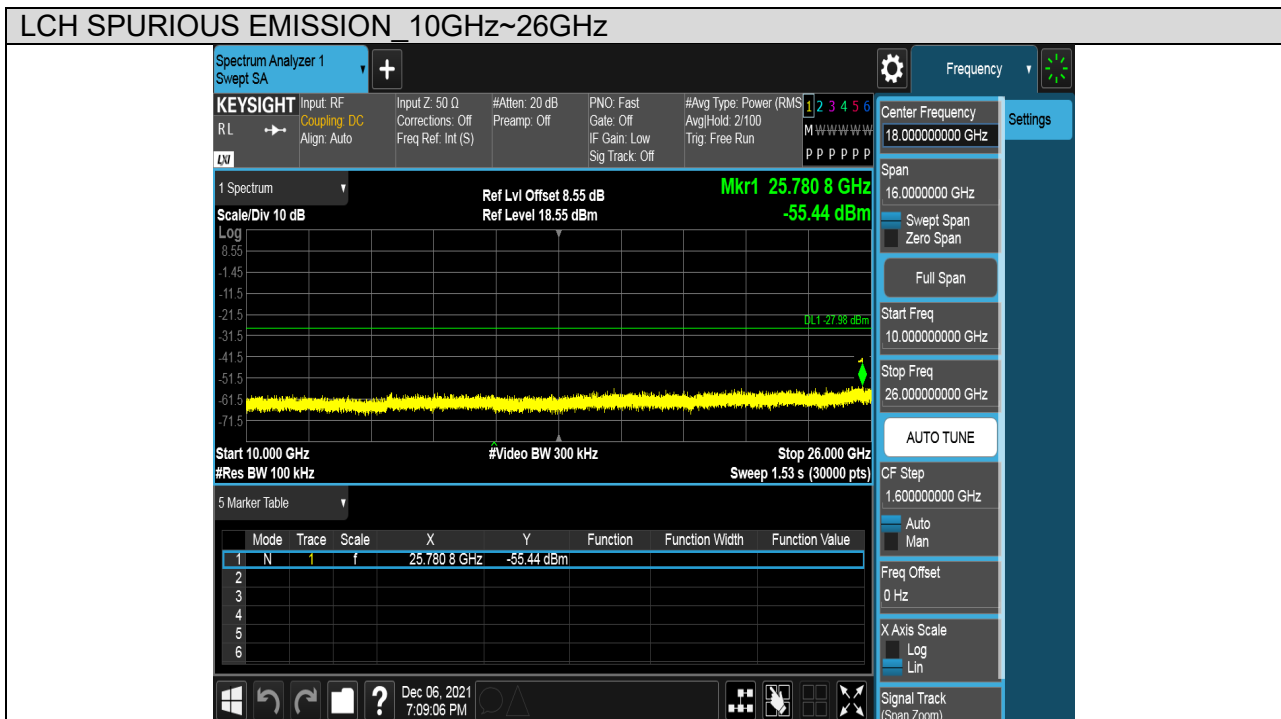 LCH SPURIOUS EMISSION_10GHz~26GHz
Spectrum Analyzer 1
Swept SA
Frequency
KEYSIGHT
RL
LXI
Input: RF
Coupling: DC
Align: Auto
Input Z: 50 Ω
Corrections: Off
Freq Ref: Int (S)
#Atten: 20 dB
Preamp: Off
PNO: Fast
Gate: Off
IF Gain: Low
Sig Track: Off
#Avg Type: Power (RMS
Avg|Hold: 2/100
Trig: Free Run
1 2 3 4 5 6
M W W W W W
P P P P P P
1 Spectrum
Scale/Div 10 dB
Ref Lvl Offset 8.55 dB
Ref Level 18.55 dBm
Mkr1 25.780 8 GHz
-55.44 dBm
Log
8.55
-1.45
-11.5
-21.5
-31.5
-41.5
-51.5
-61.5
-71.5
DL1 -27.98 dBm
1
Start 10.000 GHz
#Video BW 300 kHz
Stop 26.000 GHz
#Res BW 100 kHz
Sweep 1.53 s (30000 pts)
5 Marker Table
Mode Trace Scale X Y Function Function Width Function Value
1 N 1 f 25.780 8 GHz -55.44 dBm
2
3
4
5
6
Dec 06, 2021
7:09:06 PM
Center Frequency
18.000000000 GHz
Settings
Span
16.0000000 GHz
Swept Span
Zero Span
Full Span
Start Freq
10.000000000 GHz
Stop Freq
26.000000000 GHz
AUTO TUNE
CF Step
1.600000000 GHz
Auto
Man
Freq Offset
0 Hz
X Axis Scale
Log
Lin
Signal Track
(Span Zoom)